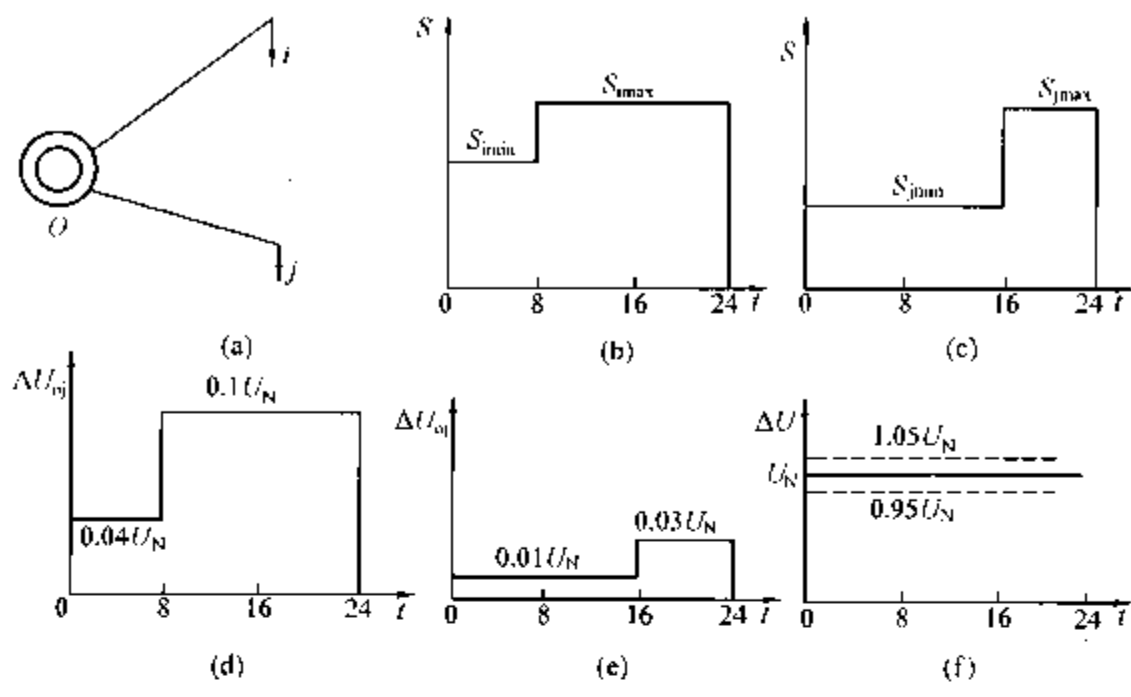 O
i
j
(a)
S
S_imax
S_imin
0 8 16 24 t
(b)
S
S_jmax
S_jmin
0 8 16 24 t
(c)
ΔU_oj
0.1U_N
0.04U_N
0 8 16 24 t
(d)
ΔU_oj
0.03U_N
0.01U_N
0 8 16 24 t
(e)
ΔU
1.05U_N
U_N
0.95U_N
0 8 16 24 t
(f)